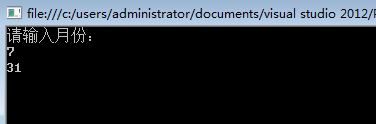 file:///c:/users/administrator/documents/visual studio 2012/
请输入月份：
7
31